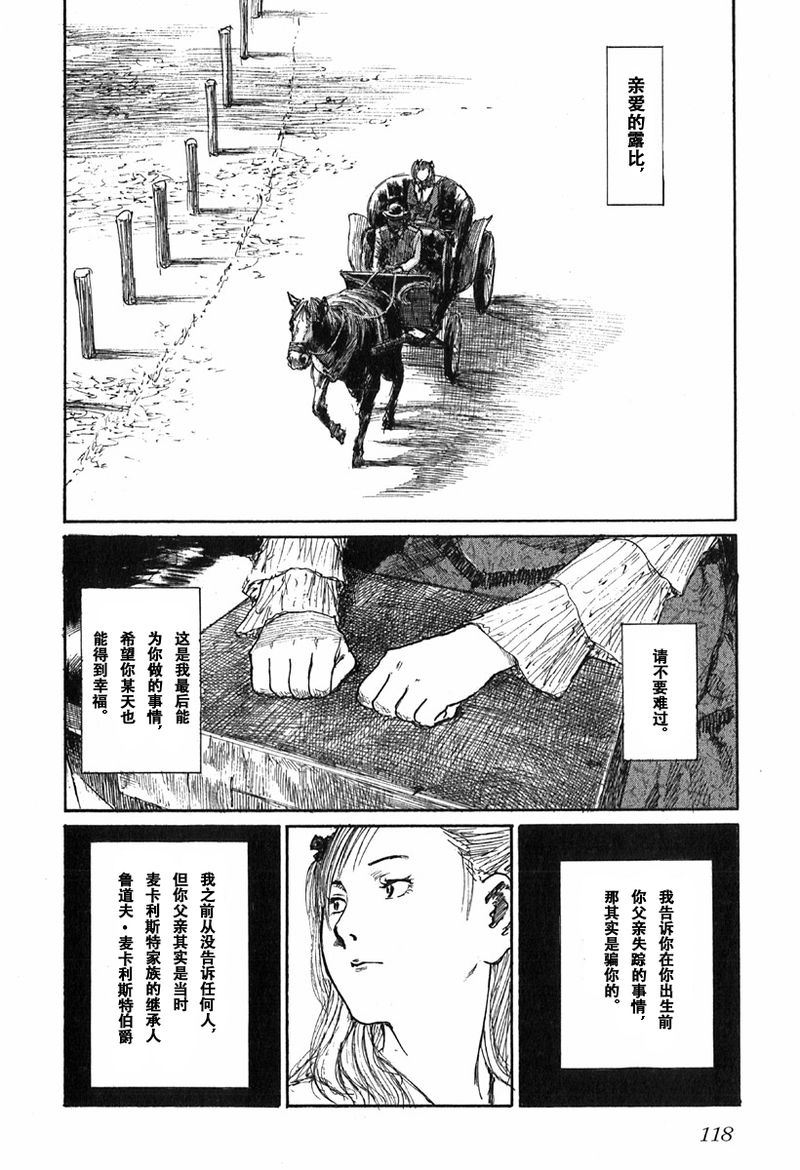 亲爱的露比，
请不要难过。
这是我最后能
为你做的事情，
希望你某天也
能得到幸福。
我告诉你在你出生前
你父亲失踪的事情，
那其实是骗你的。
我之前从没告诉任何人，
但你父亲其实是当时
麦卡利斯特家族的继承人
鲁道夫·麦卡利斯特伯爵
118